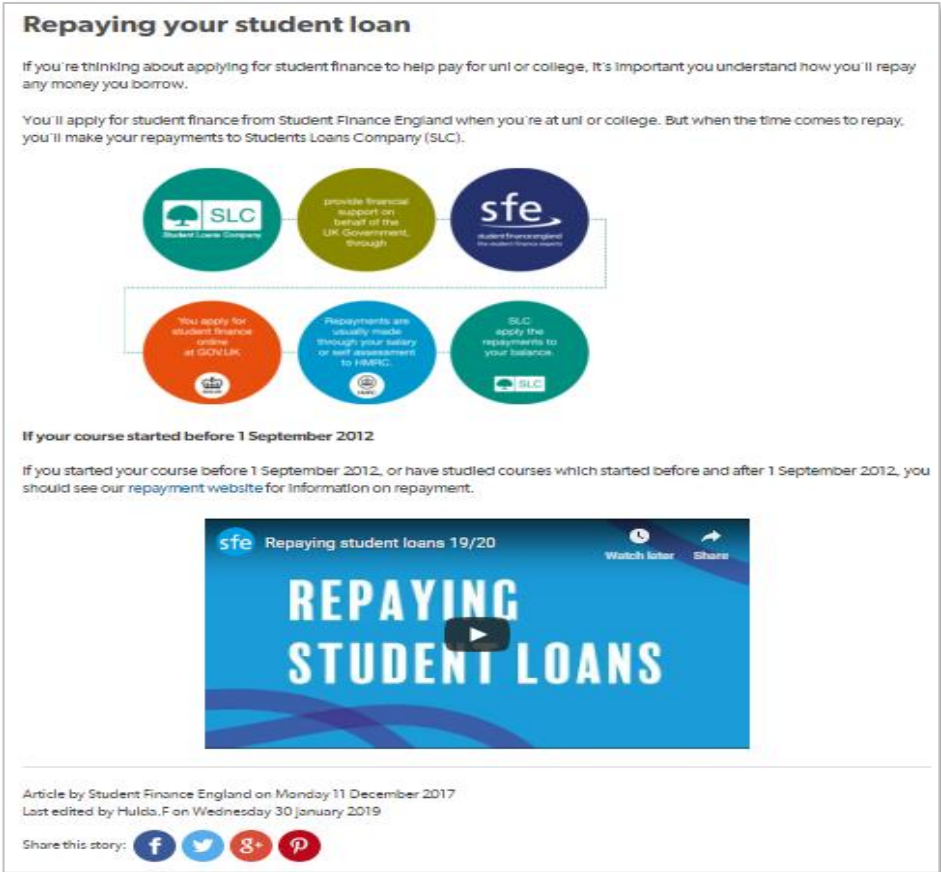 Repaying your student loan
If you're thinking about applying for student finance to help pay for uni or college, it's important you understand how you'll repay
any money you borrow.
You'll apply for student finance from Student Finance England when you're at uni or college. But when the time comes to repay,
you'll make your repayments to Students Loans Company (SLC).
SLC
Student Loans Company
provide financial
support on
behalf of the
UK Government,
through
sfe
student finance england
the student finance experts
You apply for
student finance
online
at GOV.UK
Repayments are
usually made
through your salary
or self assessment
to HMRC.
HMRC
SLC
apply the
repayments to
your balance.
SLC
If your course started before 1 September 2012
If you started your course before 1 September 2012, or have studied courses which started before and after 1 September 2012, you
should see our repayment website for information on repayment.
sfe Repaying student loans 19/20
Watch later Share
REPAYING
STUDENT LOANS
Article by Student Finance England on Monday 11 December 2017
Last edited by Hulda.F on Wednesday 30 January 2019
Share this story: f 8+